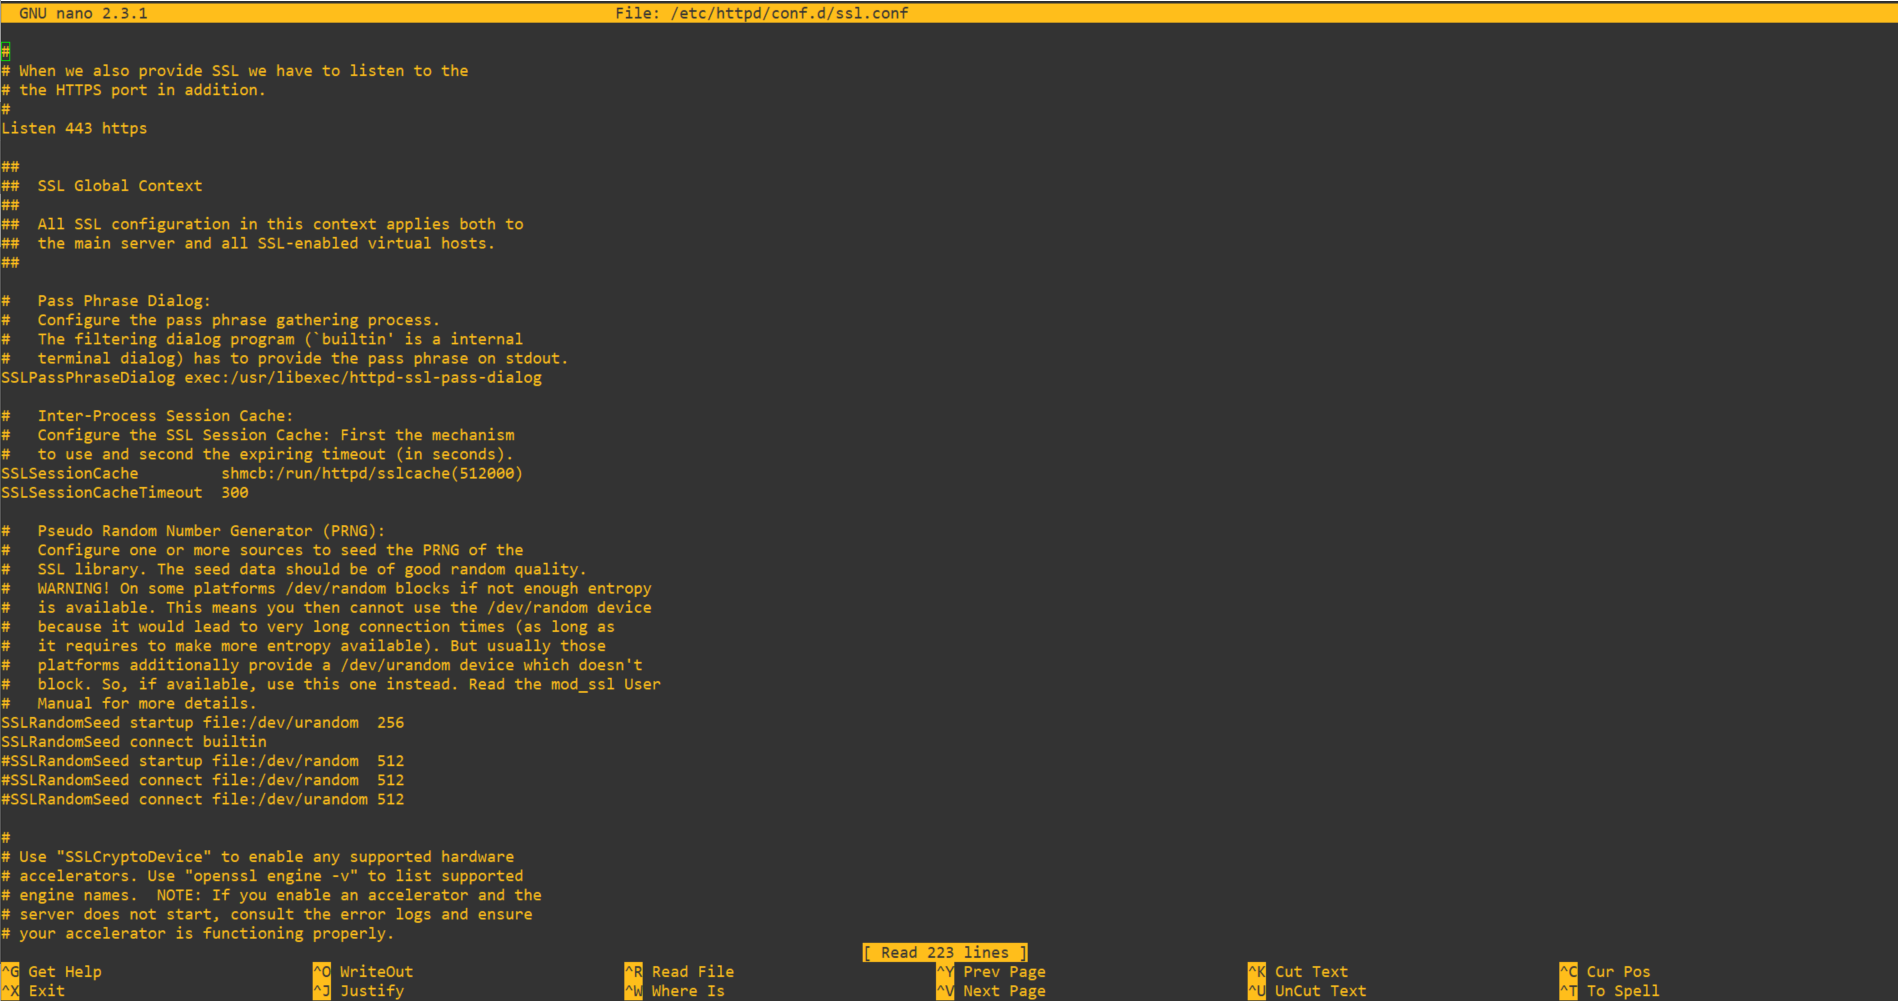 GNU nano 2.3.1 File: /etc/httpd/conf.d/ssl.conf
#
# When we also provide SSL we have to listen to the
# the HTTPS port in addition.
#
Listen 443 https
##
##  SSL Global Context
##
##  All SSL configuration in this context applies both to
##  the main server and all SSL-enabled virtual hosts.
##
#   Pass Phrase Dialog:
#   Configure the pass phrase gathering process.
#   The filtering dialog program (`builtin' is a internal
#   terminal dialog) has to provide the pass phrase on stdout.
SSLPassPhraseDialog exec:/usr/libexec/httpd-ssl-pass-dialog
#   Inter-Process Session Cache:
#   Configure the SSL Session Cache: First the mechanism
#   to use and second the expiring timeout (in seconds).
SSLSessionCache         shmcb:/run/httpd/sslcache(512000)
SSLSessionCacheTimeout  300
#   Pseudo Random Number Generator (PRNG):
#   Configure one or more sources to seed the PRNG of the
#   SSL library. The seed data should be of good random quality.
#   WARNING! On some platforms /dev/random blocks if not enough entropy
#   is available. This means you then cannot use the /dev/random device
#   because it would lead to very long connection times (as long as
#   it requires to make more entropy available). But usually those
#   platforms additionally provide a /dev/urandom device which doesn't
#   block. So, if available, use this one instead. Read the mod_ssl User
#   Manual for more details.
SSLRandomSeed startup file:/dev/urandom  256
SSLRandomSeed connect builtin
#SSLRandomSeed startup file:/dev/random  512
#SSLRandomSeed connect file:/dev/random  512
#SSLRandomSeed connect file:/dev/urandom 512
#
# Use "SSLCryptoDevice" to enable any supported hardware
# accelerators. Use "openssl engine -v" to list supported
# engine names.  NOTE: If you enable an accelerator and the
# server does not start, consult the error logs and ensure
# your accelerator is functioning properly.
[ Read 223 lines ]
^G Get Help ^O WriteOut ^R Read File ^Y Prev Page ^K Cut Text ^C Cur Pos
^X Exit ^J Justify ^W Where Is ^V Next Page ^U UnCut Text ^T To Spell